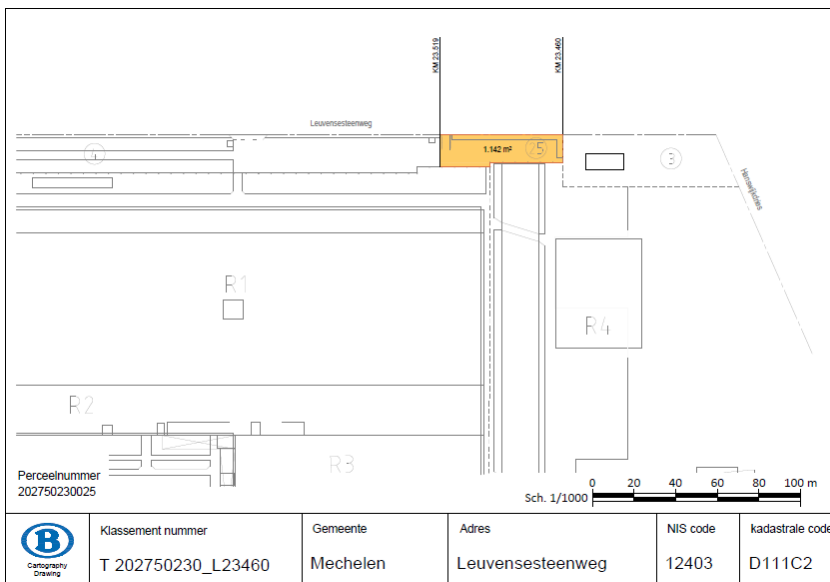 KM 23.519
KM 23.460
Leuvensesteenweg
4
1.142 m²
25
3
Hanswijkdries
R1
R4
R2
R3
Perceelnummer
202750230025
Sch. 1/1000
0 20 40 60 80 100 m
B
Cartography
Drawing
Klassement nummer
T 202750230_L23460
Gemeente
Mechelen
Adres
Leuvensesteenweg
NIS code
12403
kadastrale code
D111C2